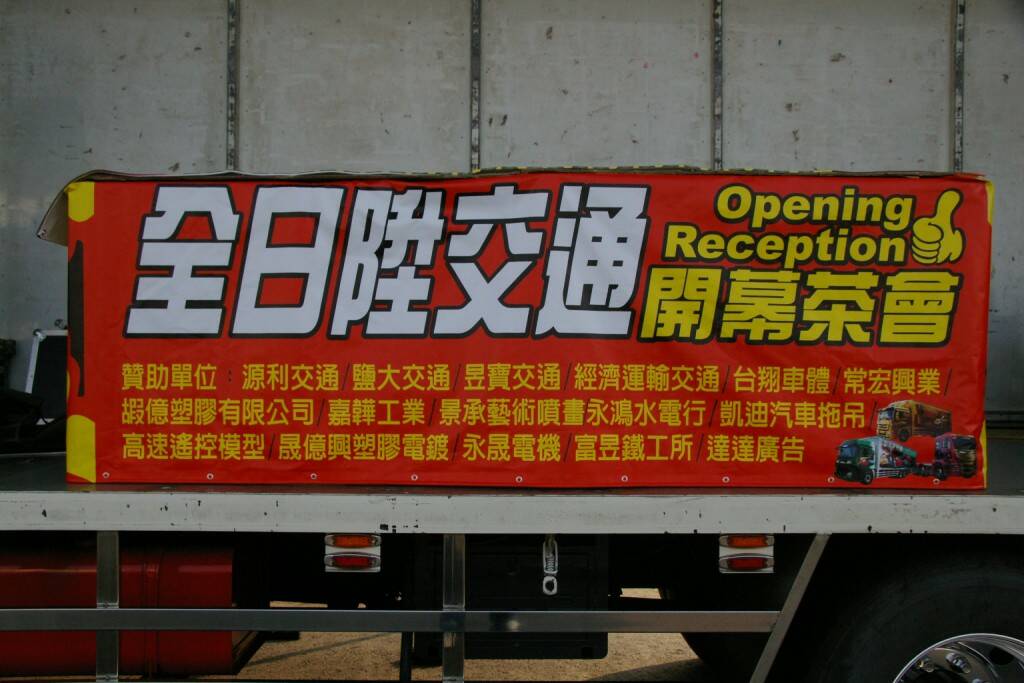 全日陞交通
Opening
Reception
開幕茶會
贊助單位：源利交通/鹽大交通/昱寶交通/經濟運輸交通/台翔車體/常宏興業/
蝦億塑膠有限公司/嘉韡工業/景承藝術噴畫永鴻水電行/凱迪汽車拖吊/
高速遙控模型/晟億興塑膠電鍍/永晟電機/富昱鐵工所/達達廣告